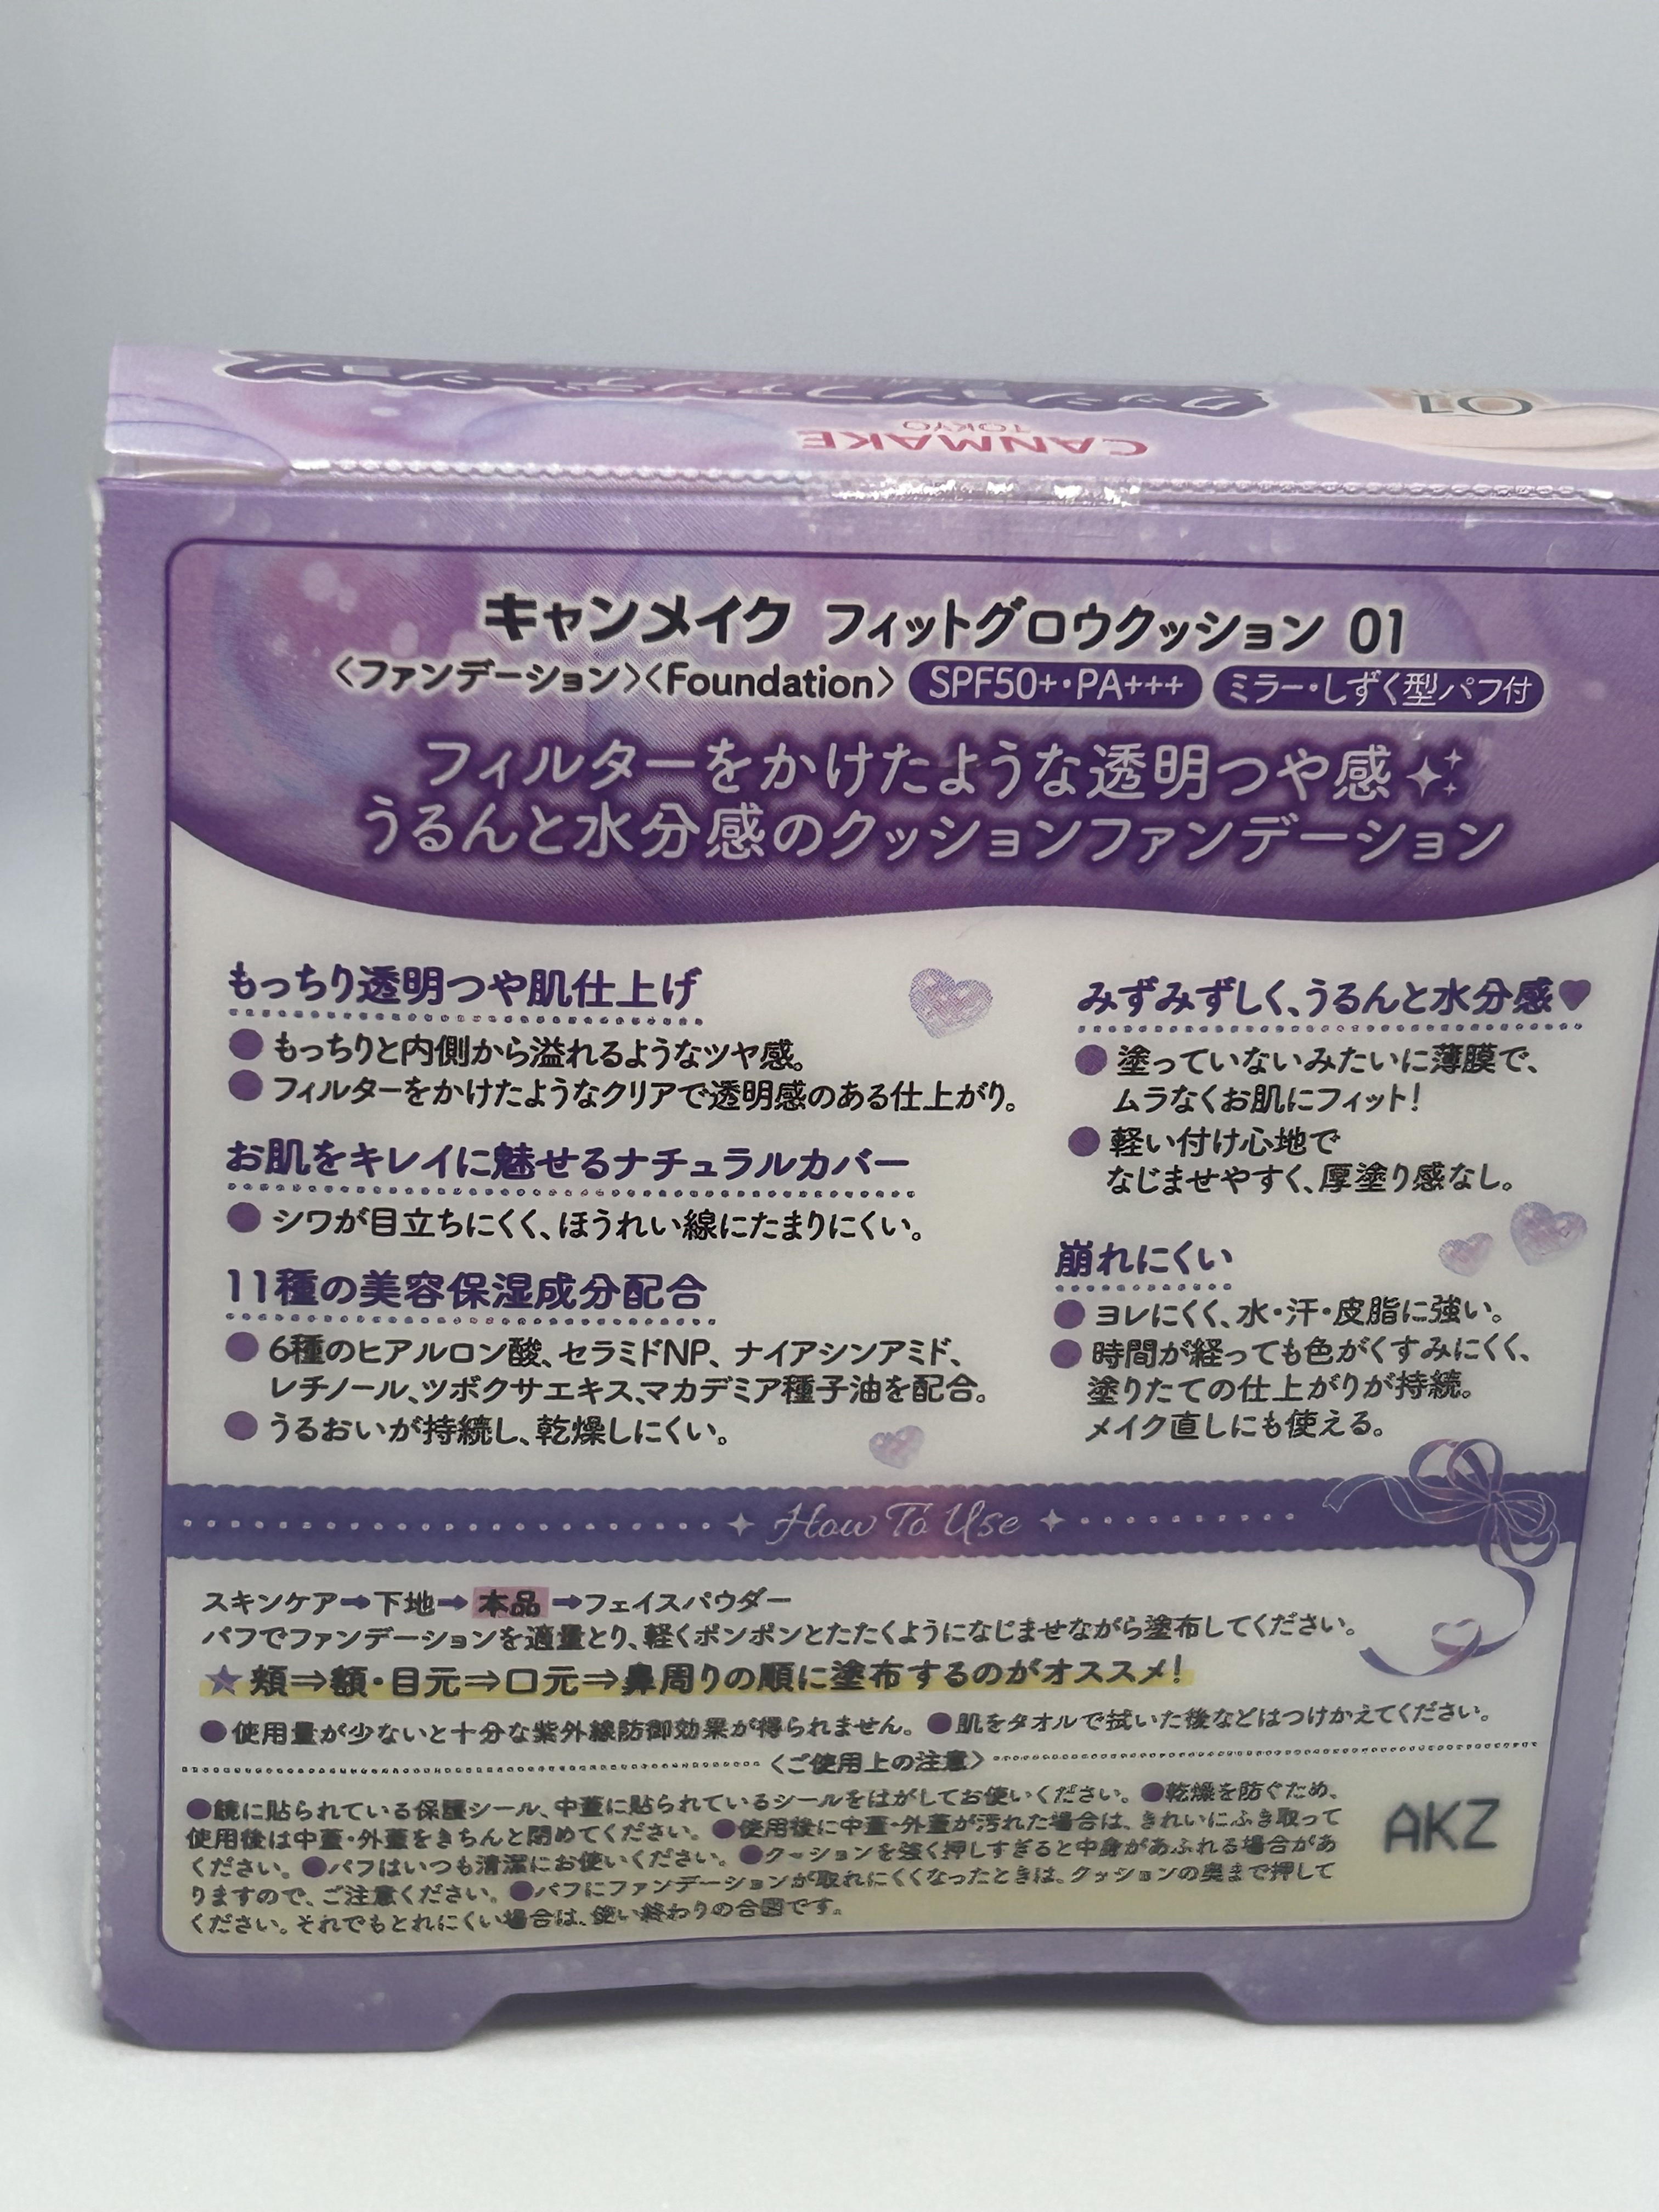 クッションファンデーション
CANMAKE
TOKYO
01
キャンメイク フィットグロウクッション 01
〈ファンデーション〉〈Foundation〉 SPF50+・PA+++ ミラー・しずく型パフ付
フィルターをかけたような透明つや感
うるんと水分感のクッションファンデーション
もっちり透明つや肌仕上げ
●もっちりと内側から溢れるようなツヤ感。
●フィルターをかけたようなクリアで透明感のある仕上がり。
お肌をキレイに魅せるナチュラルカバー
●シワが目立ちにくく、ほうれい線にたまりにくい。
11種の美容保湿成分配合
●6種のヒアルロン酸、セラミドNP、ナイアシンアミド、
レチノール、ツボクサエキス、マカデミア種子油を配合。
●うるおいが持続し、乾燥しにくい。
みずみずしく、うるんと水分感♥
●塗っていないみたいに薄膜で、
ムラなくお肌にフィット!
●軽い付け心地で
なじませやすく、厚塗り感なし。
崩れにくい
●ヨレにくく、水・汗・皮脂に強い。
●時間が経っても色がくすみにくく、
塗りたての仕上がりが持続。
メイク直しにも使える。
How To Use
スキンケア➡下地➡本品➡フェイスパウダー
パフでファンデーションを適量とり、軽くポンポンとたたくようになじませながら塗布してください。
★頬⇒額・目元⇒口元⇒鼻周りの順に塗布するのがオススメ!
●使用量が少ないと十分な紫外線防御効果が得られません。●肌をタオルで拭いた後などはつけかえてください。
〈ご使用上の注意〉
●鏡に貼られている保護シール、中蓋に貼られているシールをはがしてお使いください。●乾燥を防ぐため、
使用後は中蓋・外蓋をきちんと閉めてください。●使用後に中蓋・外蓋が汚れた場合は、きれいにふき取って
ください。●パフはいつも清潔にお使いください。●クッションを強く押しすぎると中身があふれる場合があ
りますので、ご注意ください。●パフにファンデーションが取れにくくなったときは、クッションの奥まで押して
ください。それでもとれにくい場合は、使い終わりの合図です。
AKZ